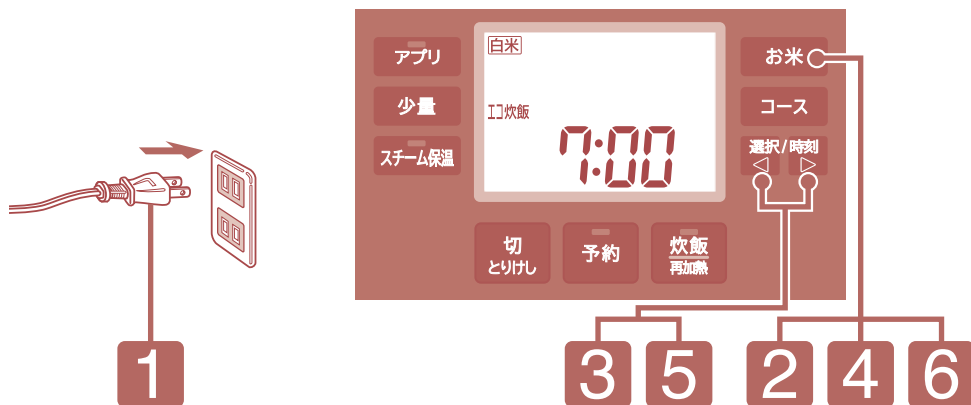 アプリ
少量
スチーム保温
白米
エコ炊飯
7:00
お米
コース
選択/時刻
切
とりけし
予約
炊飯
再加熱
1
3
5
2
4
6